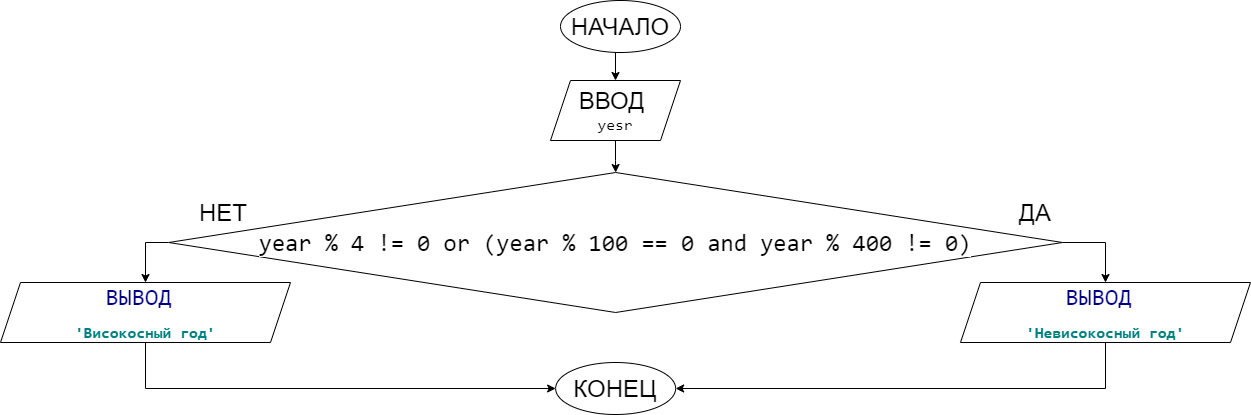 НАЧАЛО
ВВОД
yesr
НЕТ
ДА
year % 4 != 0 or (year % 100 == 0 and year % 400 != 0)
ВЫВОД
'Високосный год'
ВЫВОД
'Невисокосный год'
КОНЕЦ